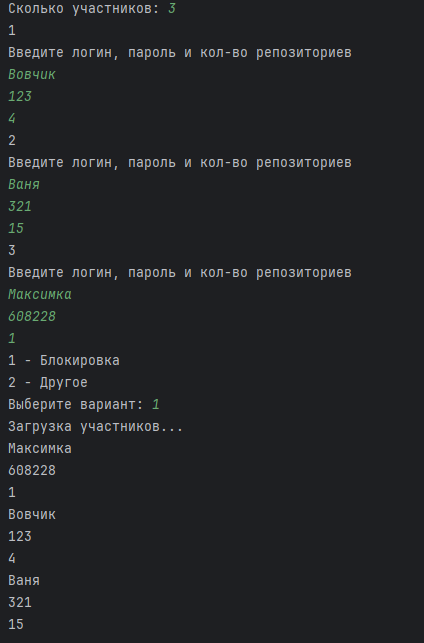 Сколько участников: 3
1
Введите логин, пароль и кол-во репозиториев
Вовчик
123
4
2
Введите логин, пароль и кол-во репозиториев
Ваня
321
15
3
Введите логин, пароль и кол-во репозиториев
Максимка
608228
1
1 - Блокировка
2 - Другое
Выберите вариант: 1
Загрузка участников...
Максимка
608228
1
Вовчик
123
4
Ваня
321
15